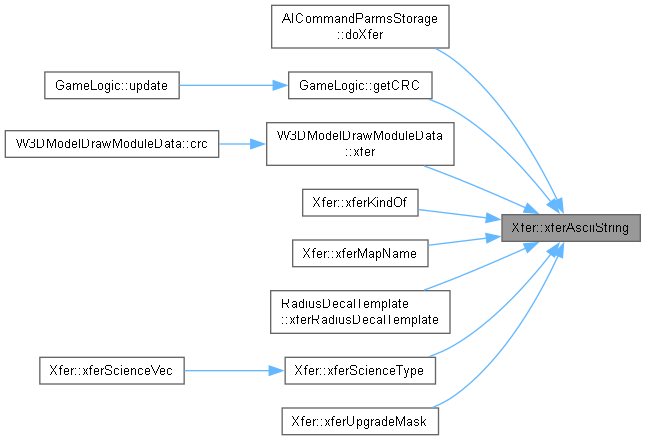 AICommandParmsStorage
::doXfer
GameLogic::update
GameLogic::getCRC
W3DModelDrawModuleData::crc
W3DModelDrawModuleData
::xfer
Xfer::xferKindOf
Xfer::xferAsciiString
Xfer::xferMapName
RadiusDecalTemplate
::xferRadiusDecalTemplate
Xfer::xferScienceVec
Xfer::xferScienceType
Xfer::xferUpgradeMask